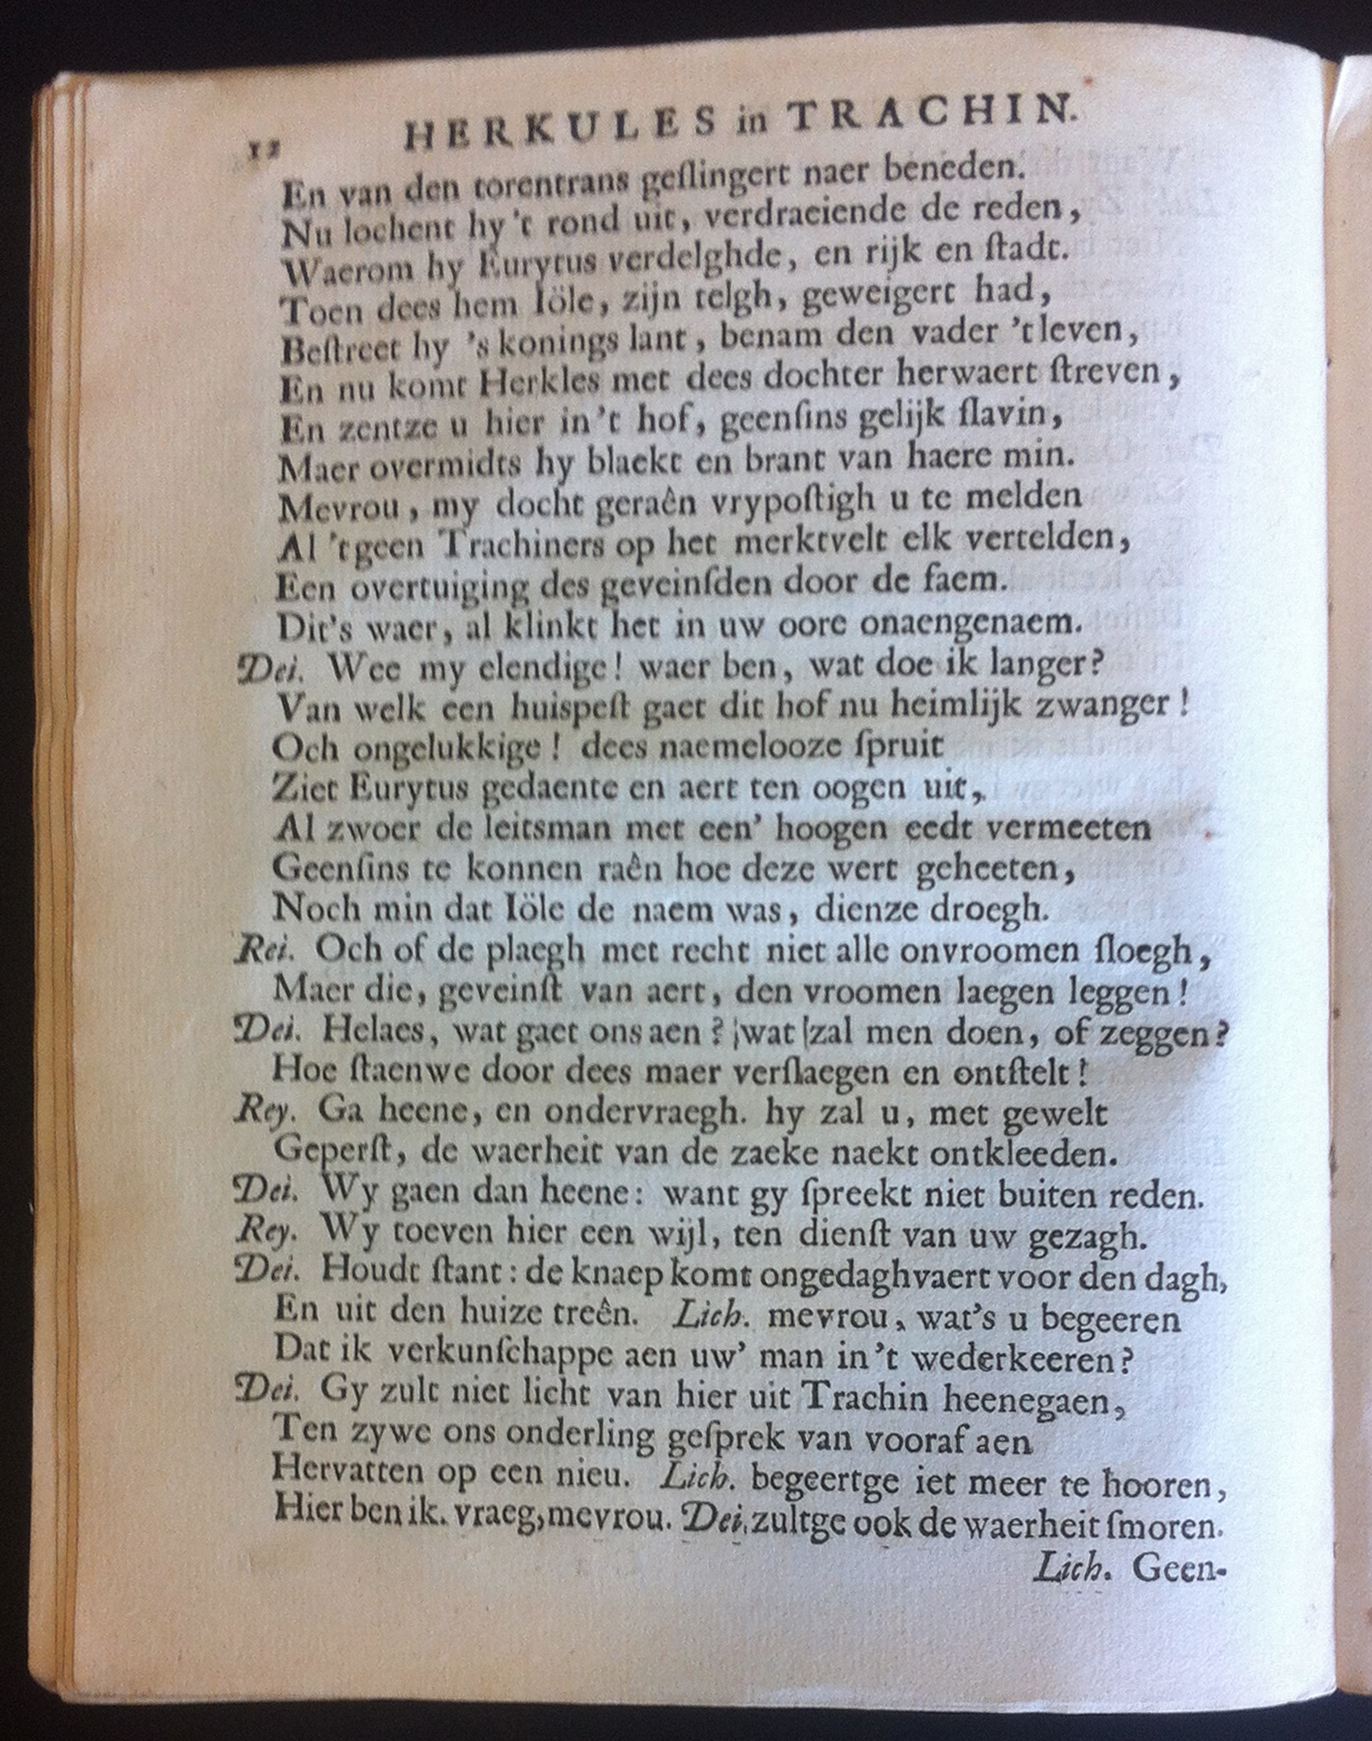 12 HERKULES in TRACHIN.
En van den torentrans geſlingert naer beneden.
Nu lochent hy 't rond uit, verdraeiende de reden,
Waerom hy Eurytus verdelghde, en rijk en ſtadt.
Toen dees hem Iöle, zijn telgh, geweigert had,
Beſtreet hy 's konings lant, benam den vader 't leven,
En nu komt Herkles met dees dochter herwaert ſtreven,
En zentze u hier in 't hof, geenſins gelijk ſlavin,
Maer overmidts hy blaekt en brant van haere min.
Mevrou, my docht geraên vrypoſtigh u te melden
Al 't geen Trachiners op het merktvelt elk vertelden,
Een overtuiging des geveinſden door de faem.
Dit's waer, al klinkt het in uw oore onaengenaem.
Dei. Wee my elendige! waer ben, wat doe ik langer?
Van welk een huispeſt gaet dit hof nu heimlijk zwanger!
Och ongelukkige! dees naemelooze ſpruit
Ziet Eurytus gedaente en aert ten oogen uit,
Al zwoer de leitsman met een' hoogen eedt vermeeten
Geenſins te konnen raên hoe deze wert geheeten,
Noch min dat Iöle de naem was, dienze droegh.
Rei. Och of de plaegh met recht niet alle onvroomen ſloegh,
Maer die, geveinſt van aert, den vroomen laegen leggen!
Dei. Helaes, wat gaet ons aen? wat zal men doen, of zeggen?
Hoe ſtaenwe door dees maer verſlaegen en ontſtelt!
Rey. Ga heene, en ondervraegh. hy zal u, met gewelt
Geperſt, de waerheit van de zaeke naekt ontkleeden.
Dei. Wy gaen dan heene: want gy ſpreekt niet buiten reden.
Rey. Wy toeven hier een wijl, ten dienſt van uw gezagh.
Dei. Houdt ſtant: de knaep komt ongedaghvaert voor den dagh,
En uit den huize treên. Lich. mevrou, wat's u begeeren
Dat ik verkunſchappe aen uw' man in 't wederkeeren?
Dei. Gy zult niet licht van hier uit Trachin heenegaen,
Ten zywe ons onderling geſprek van vooraf aen
Hervatten op een nieu. Lich. begeertge iet meer te hooren,
Hier ben ik. vraeg, mevrou. Dei. zultge ook de waerheit ſmoren.
Lich. Geen-